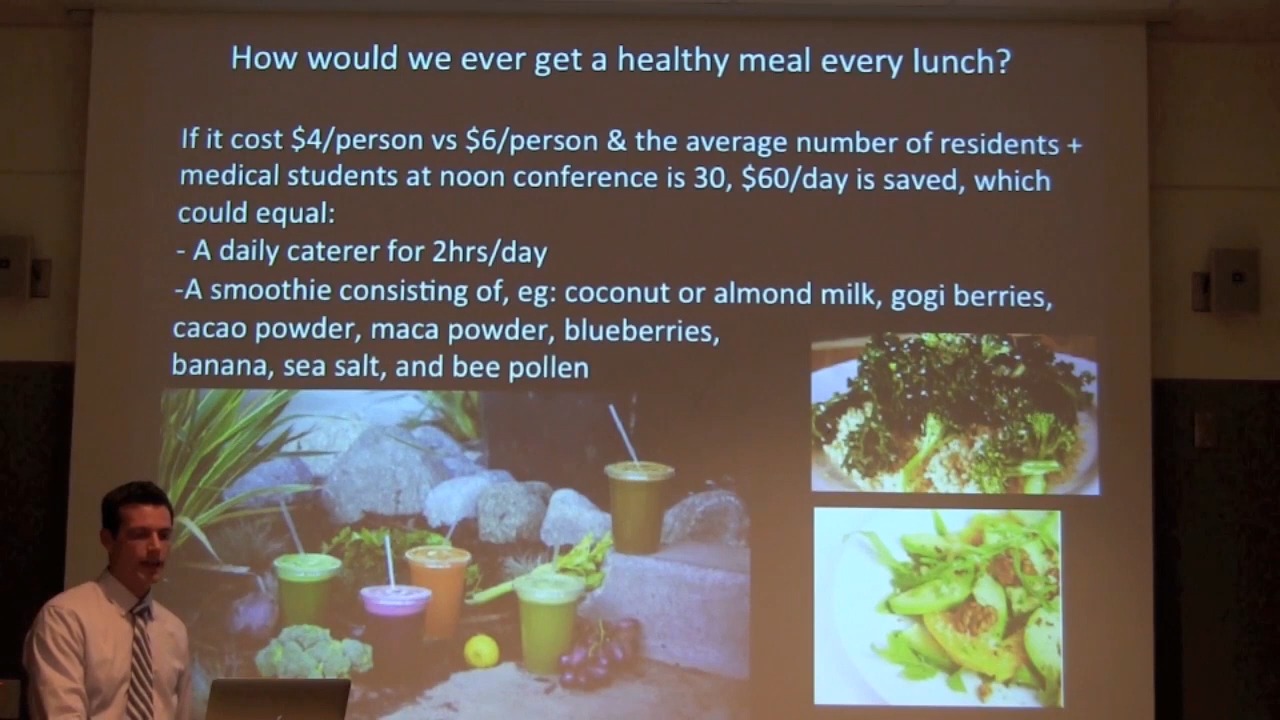 How would we ever get a healthy meal every lunch?
If it cost $4/person vs $6/person & the average number of residents +
medical students at noon conference is 30, $60/day is saved, which
could equal:
- A daily caterer for 2hrs/day
-A smoothie consisting of, eg: coconut or almond milk, gogi berries,
cacao powder, maca powder, blueberries,
banana, sea salt, and bee pollen